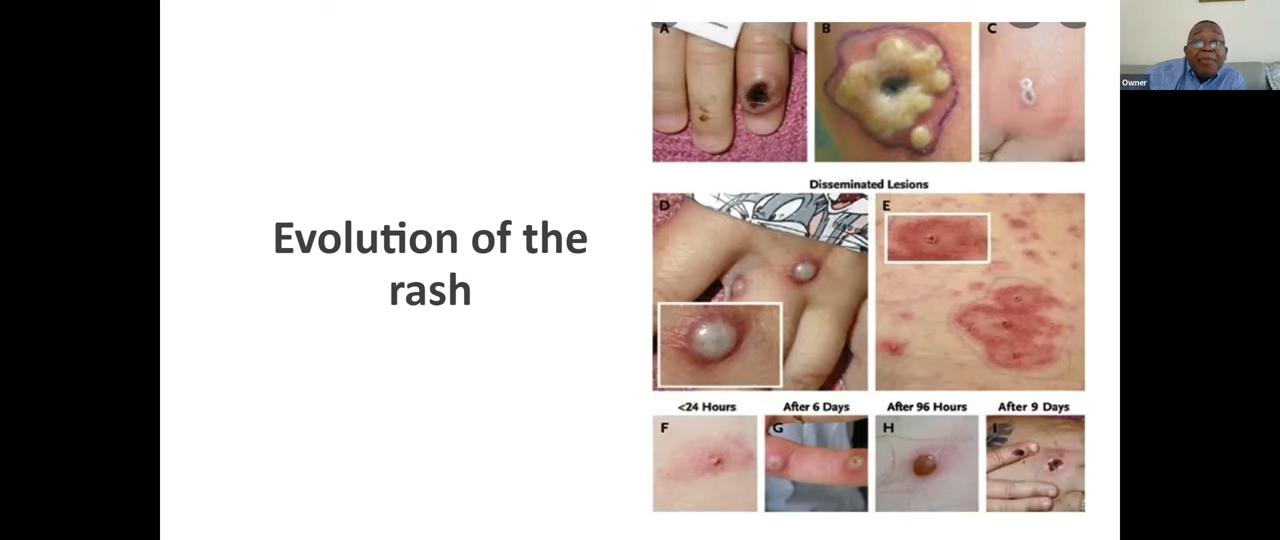 Evolution of the
rash
A
B
C
Disseminated Lesions
D
E
<24 Hours
After 6 Days
After 96 Hours
After 9 Days
F
G
H
I
Owner